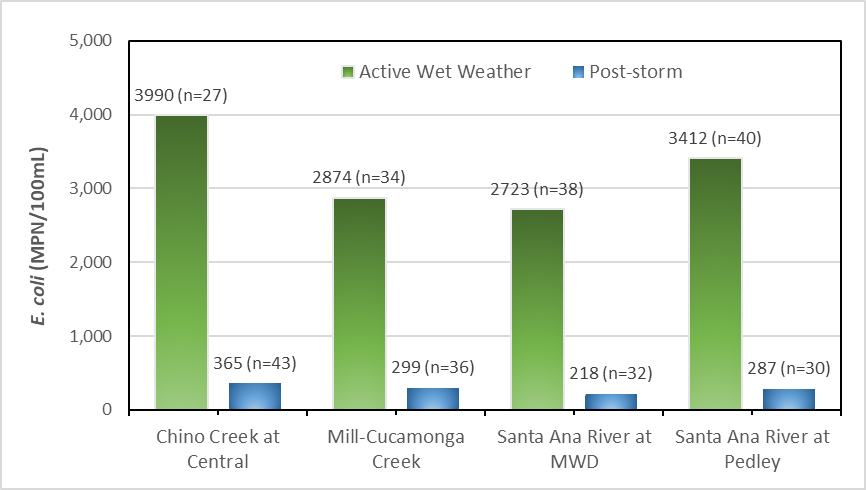 5,000
4,000
3,000
2,000
1,000
0
E. coli (MPN/100mL)
Active Wet Weather
Post-storm
3990 (n=27)
365 (n=43)
2874 (n=34)
299 (n=36)
2723 (n=38)
218 (n=32)
3412 (n=40)
287 (n=30)
Chino Creek at
Central
Mill-Cucamonga
Creek
Santa Ana River at
MWD
Santa Ana River at
Pedley